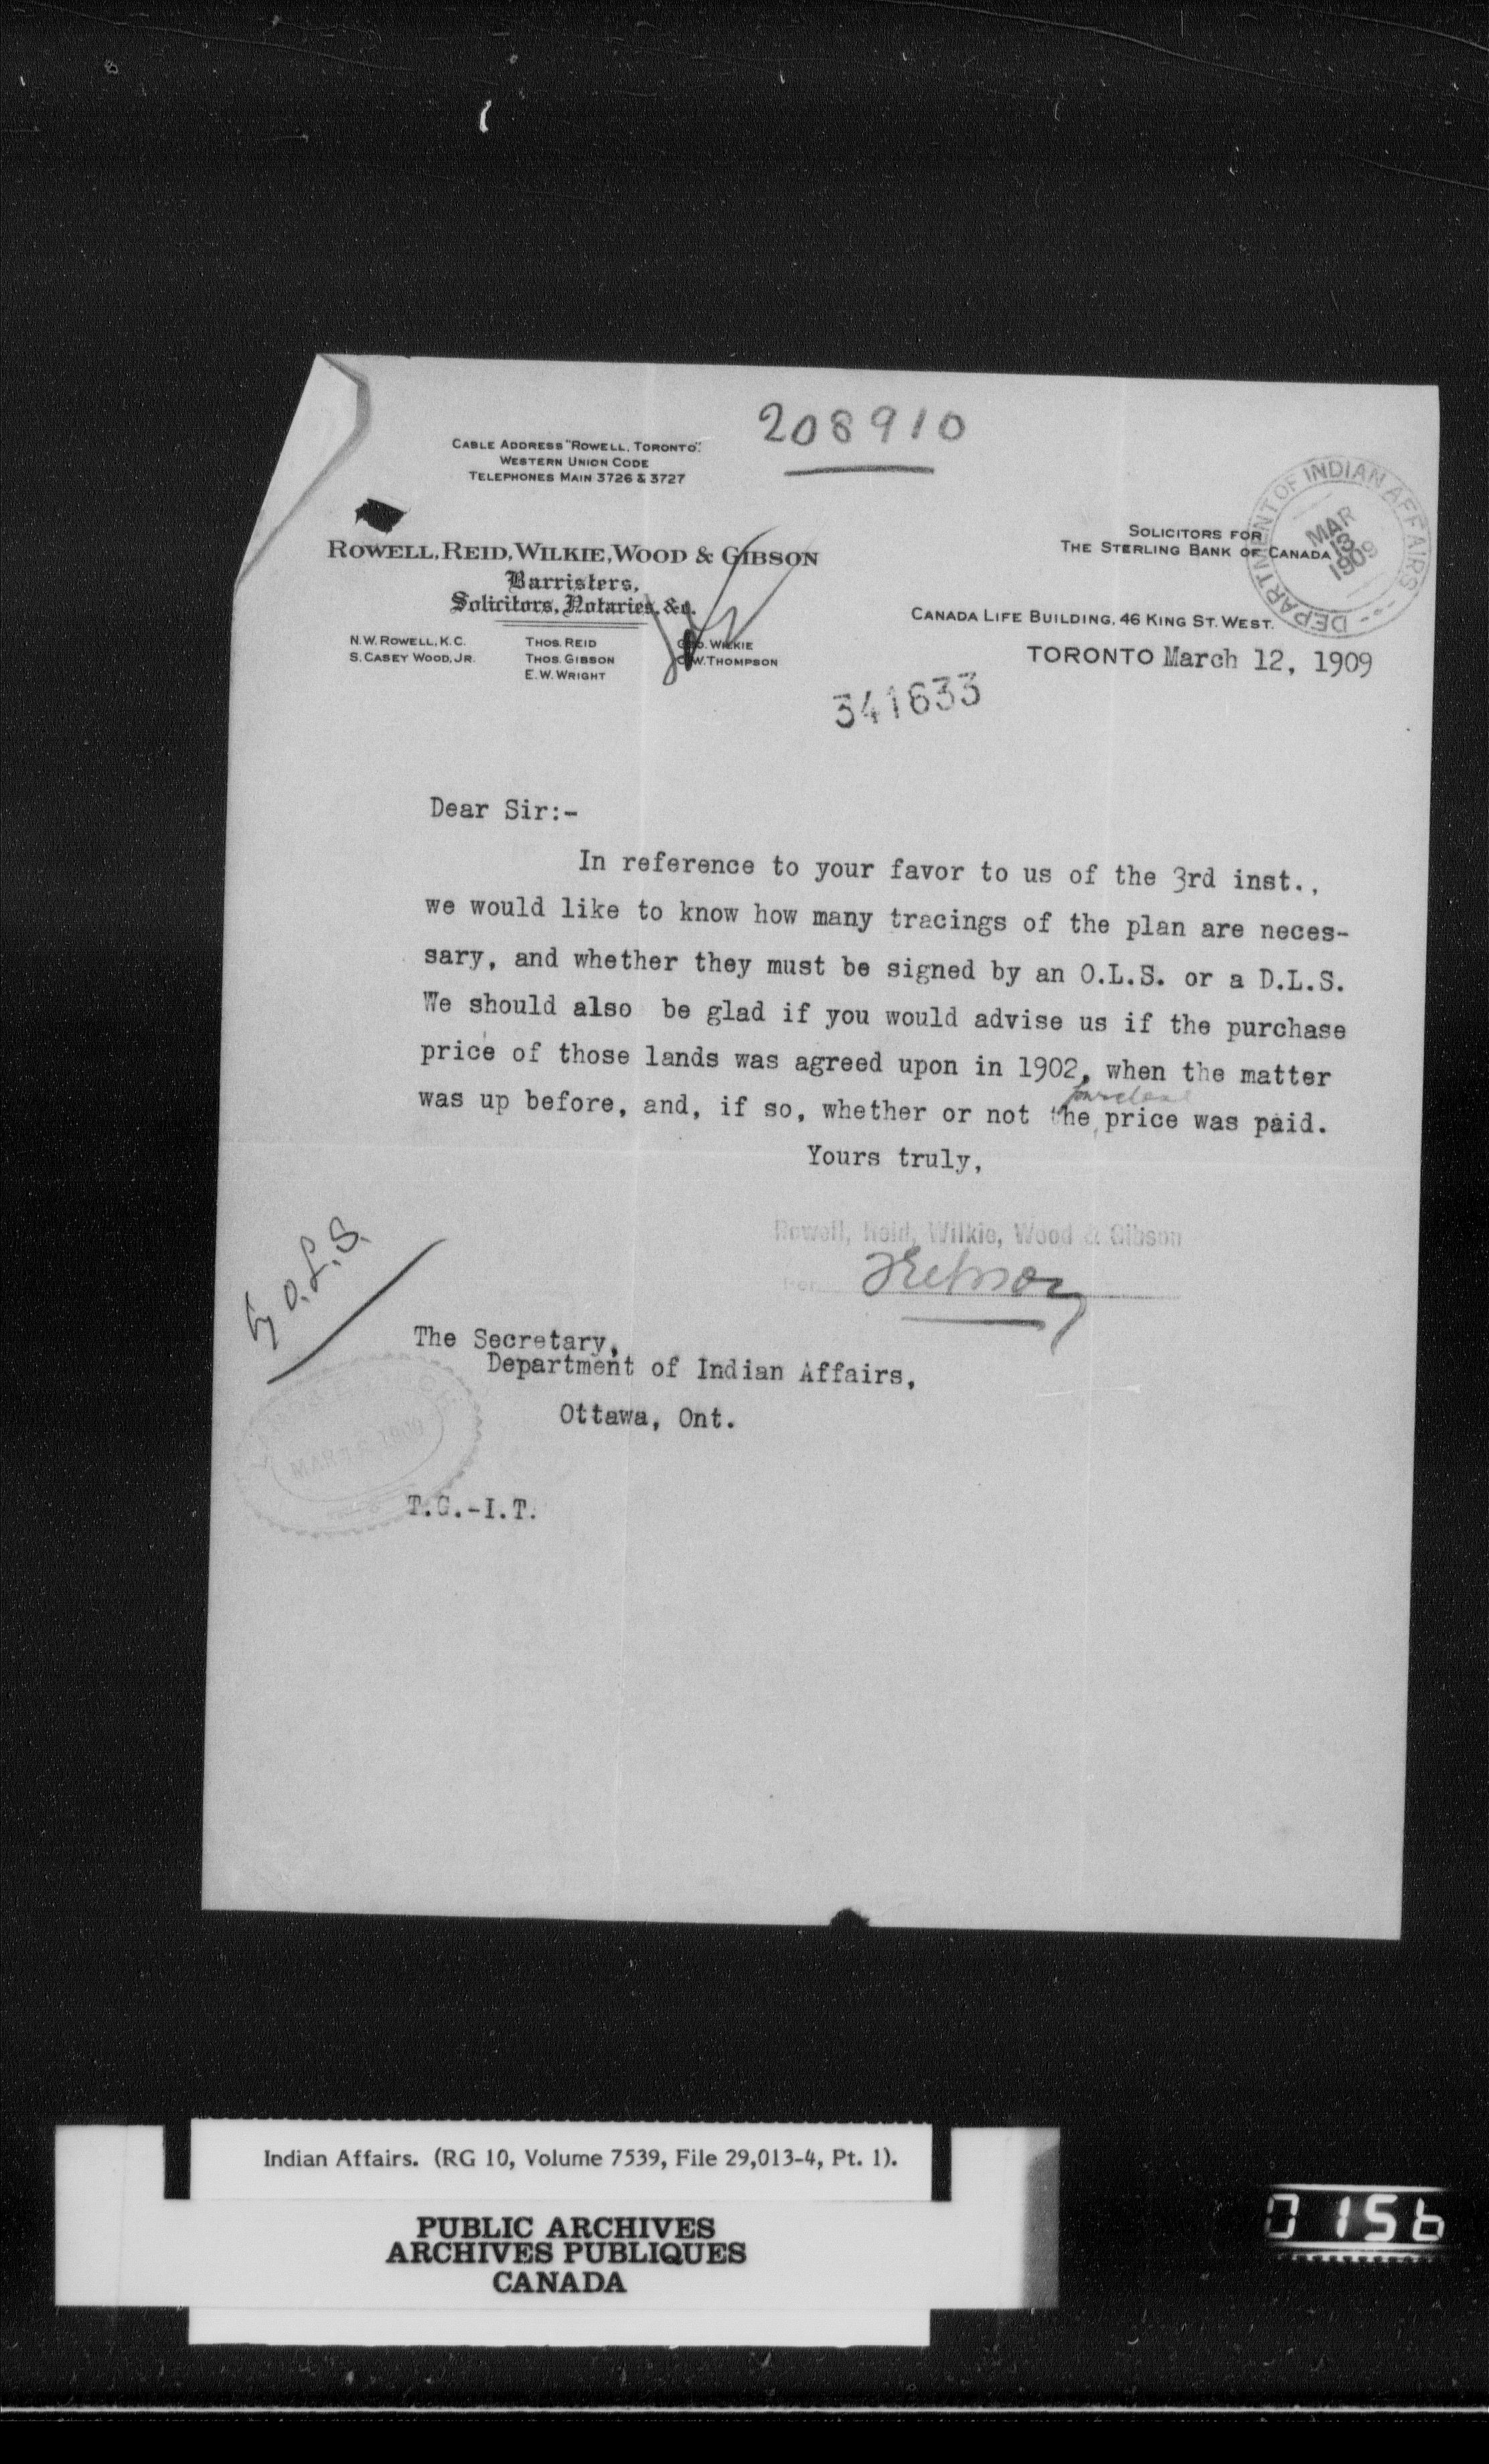 208910
CABLE ADDRESS "ROWELL, TORONTO".
WESTERN UNION CODE
TELEPHONES MAIN 3726 & 3727
DEPARTMENT OF INDIAN AFFAIRS
MAR
13
1909
SOLICITORS FOR
THE STERLING BANK OF CANADA
ROWELL, REID, WILKIE, WOOD & GIBSON
Barristers,
Solicitors, Notaries, &c.
CANADA LIFE BUILDING, 46 KING ST. WEST.
N.W. ROWELL, K.C. THOS. REID GEO. WILKIE
S. CASEY WOOD, JR. THOS. GIBSON C.W. THOMPSON
E.W. WRIGHT
TORONTO March 12, 1909
341633
Dear Sir:-
In reference to your favor to us of the 3rd inst.,
we would like to know how many tracings of the plan are neces-
sary, and whether they must be signed by an O.L.S. or a D.L.S.
We should also be glad if you would advise us if the purchase
price of those lands was agreed upon in 1902, when the matter
purchase
was up before, and, if so, whether or not the price was paid.
Yours truly,
Rowell, Reid, Wilkie, Wood & Gibson
Per
by O.L.S.
The Secretary,
Department of Indian Affairs,
Ottawa, Ont.
T.G.-I.T.
Indian Affairs. (RG 10, Volume 7539, File 29,013-4, Pt. 1).
PUBLIC ARCHIVES
ARCHIVES PUBLIQUES
CANADA
0156